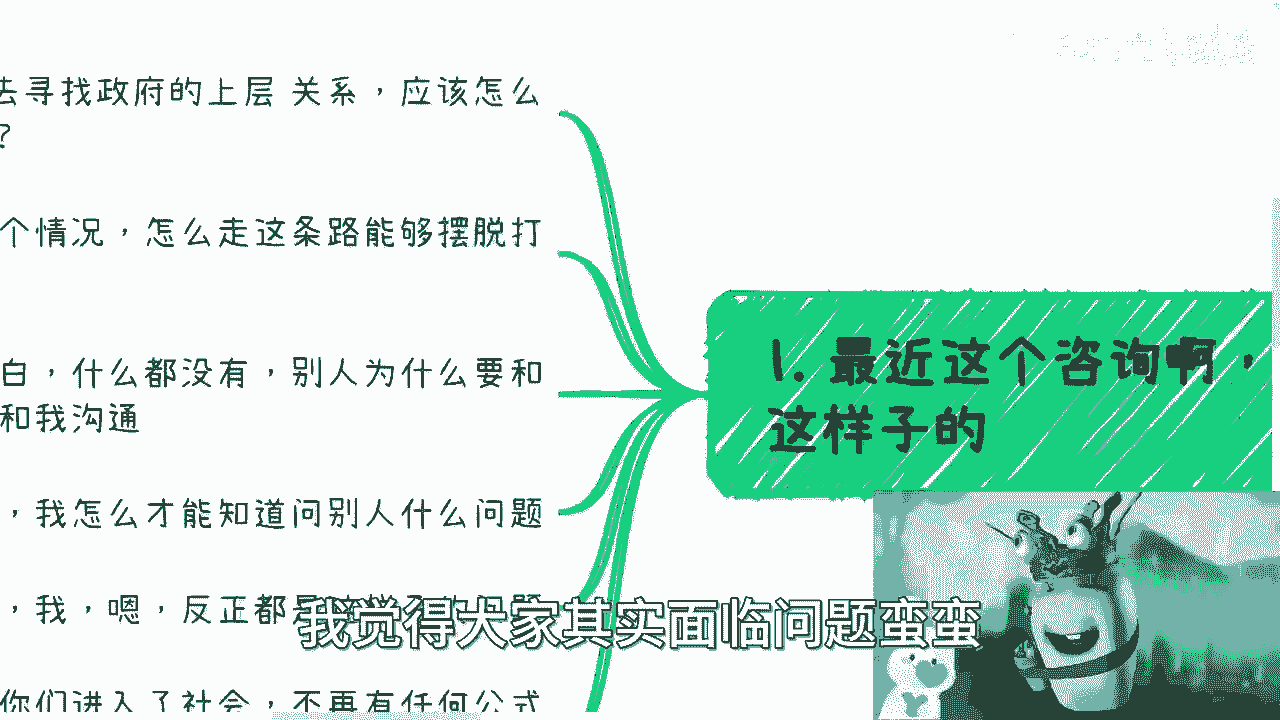 去寻找政府的上层 关系，应该怎么
?
个情况，怎么走这条路能够摆脱打
白，什么都没有，别人为什么要和
和我沟通
，我怎么才能知道问别人什么问题
，我，嗯，反正都是
你们进入了社会，不再有任何公式
1. 最近这个咨询啊，
这样子的
我觉得大家其实面临问题蛮蛮